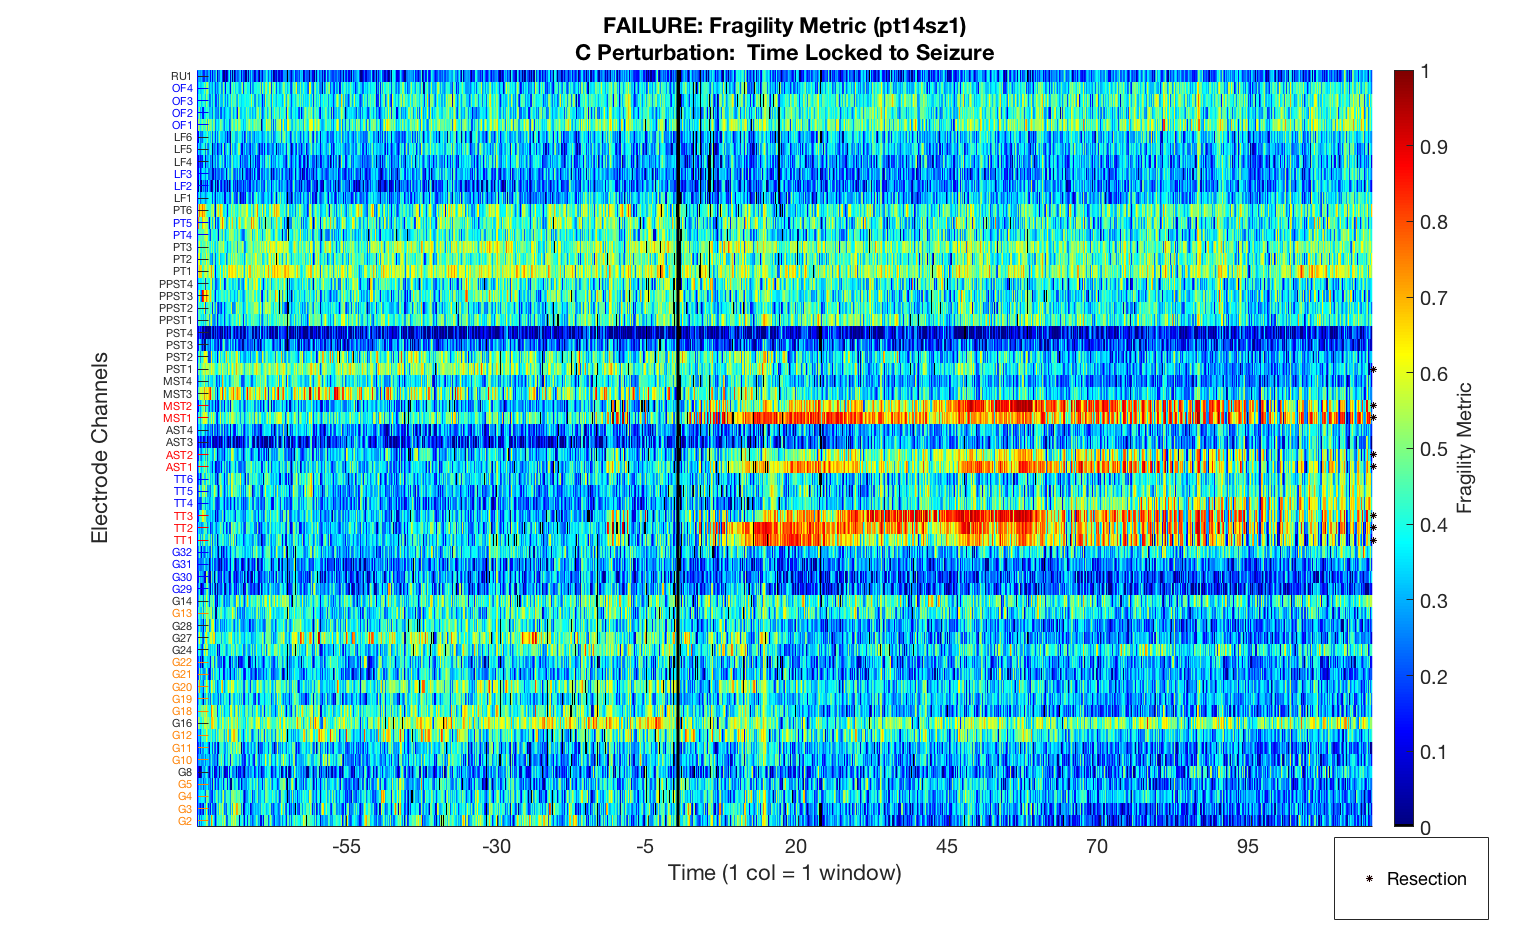 FAILURE: Fragility Metric (pt14sz1)
C Perturbation:  Time Locked to Seizure
Electrode Channels
RU1
OF4
OF3
OF2
OF1
LF6
LF5
LF4
LF3
LF2
LF1
PT6
PT5
PT4
PT3
PT2
PT1
PPST4
PPST3
PPST2
PPST1
PST4
PST3
PST2
PST1
MST4
MST3
MST2
MST1
AST4
AST3
AST2
AST1
TT6
TT5
TT4
TT3
TT2
TT1
G32
G31
G30
G29
G14
G13
G28
G27
G24
G22
G21
G20
G19
G18
G16
G12
G11
G10
G8
G5
G4
G3
G2
-55 -30 -5 20 45 70 95
Time (1 col = 1 window)
1
0.9
0.8
0.7
0.6
0.5
0.4
0.3
0.2
0.1
0
Fragility Metric
* Resection